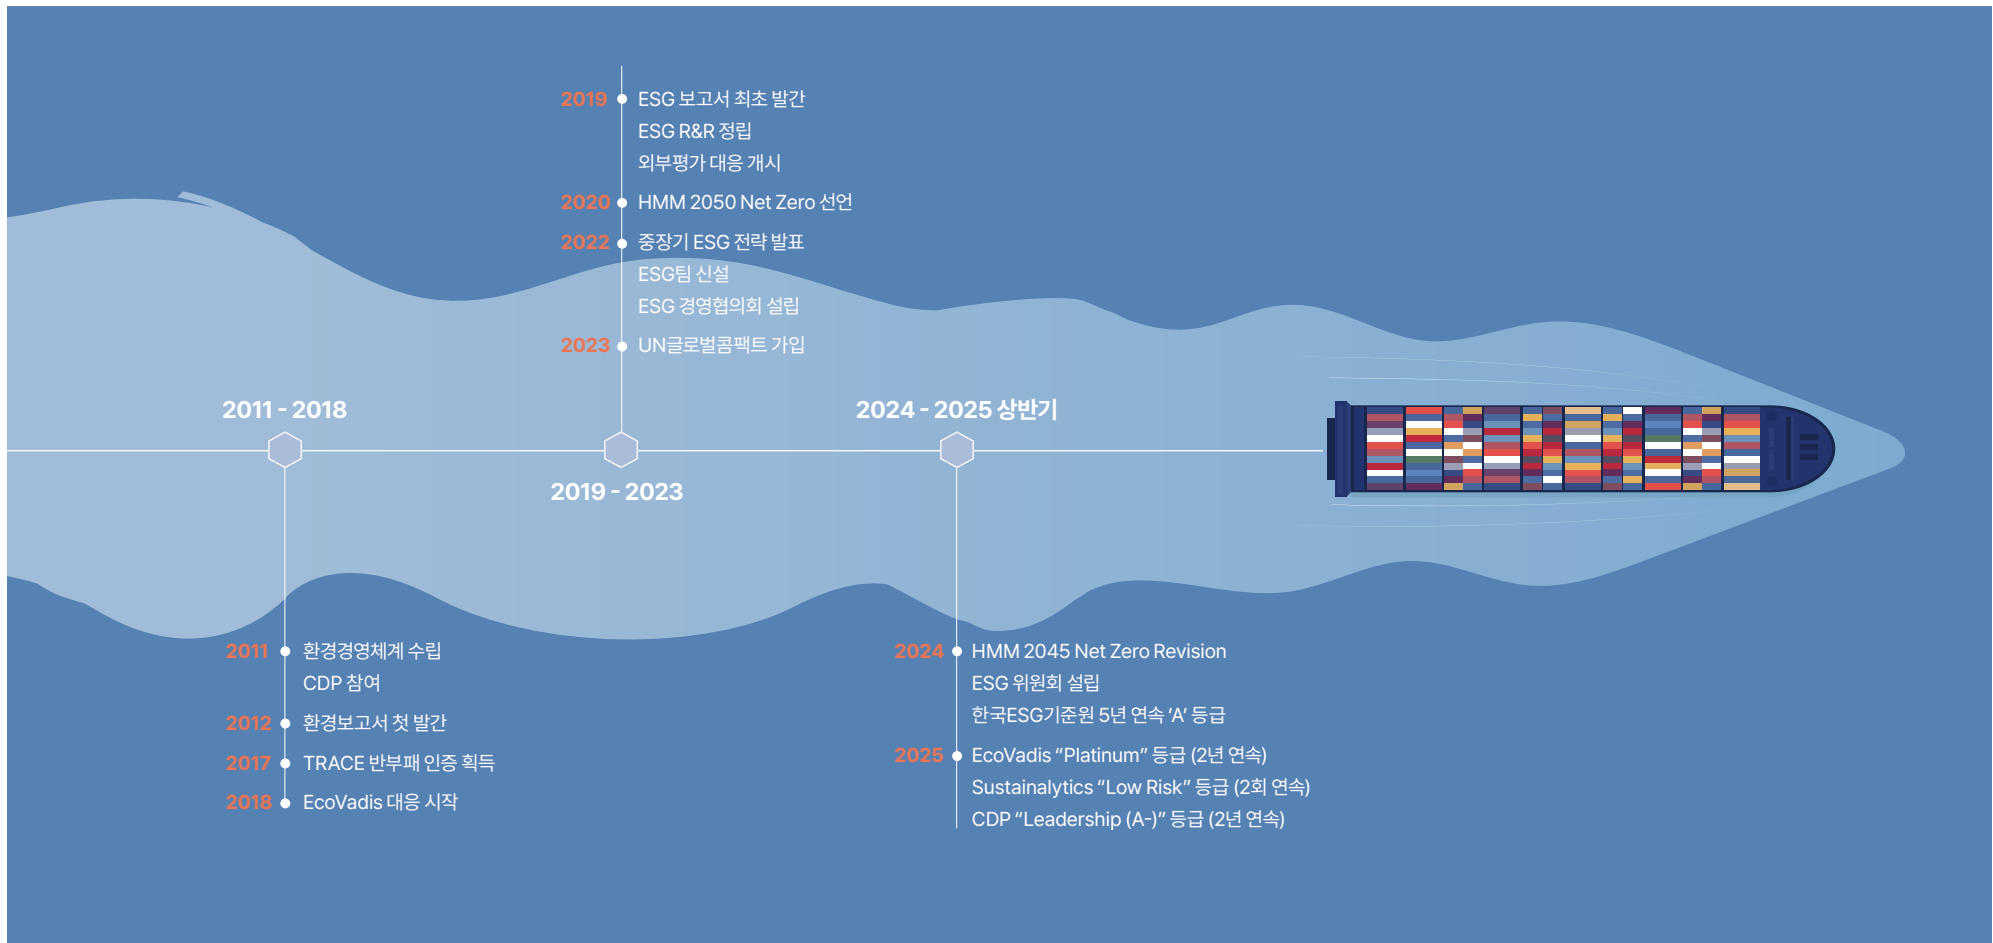 2011 - 2018
2011 환경경영체계 수립
CDP 참여
2012 환경보고서 첫 발간
2017 TRACE 반부패 인증 획득
2018 EcoVadis 대응 시작
2019 - 2023
2019 ESG 보고서 최초 발간
ESG R&R 정립
외부평가 대응 개시
2020 HMM 2050 Net Zero 선언
2022 중장기 ESG 전략 발표
ESG팀 신설
ESG 경영협의회 설립
2023 UN글로벌콤팩트 가입
2024 - 2025 상반기
2024 HMM 2045 Net Zero Revision
ESG 위원회 설립
한국ESG기준원 5년 연속 ‘A’ 등급
2025 EcoVadis “Platinum” 등급 (2년 연속)
Sustainalytics “Low Risk” 등급 (2회 연속)
CDP “Leadership (A-)” 등급 (2년 연속)